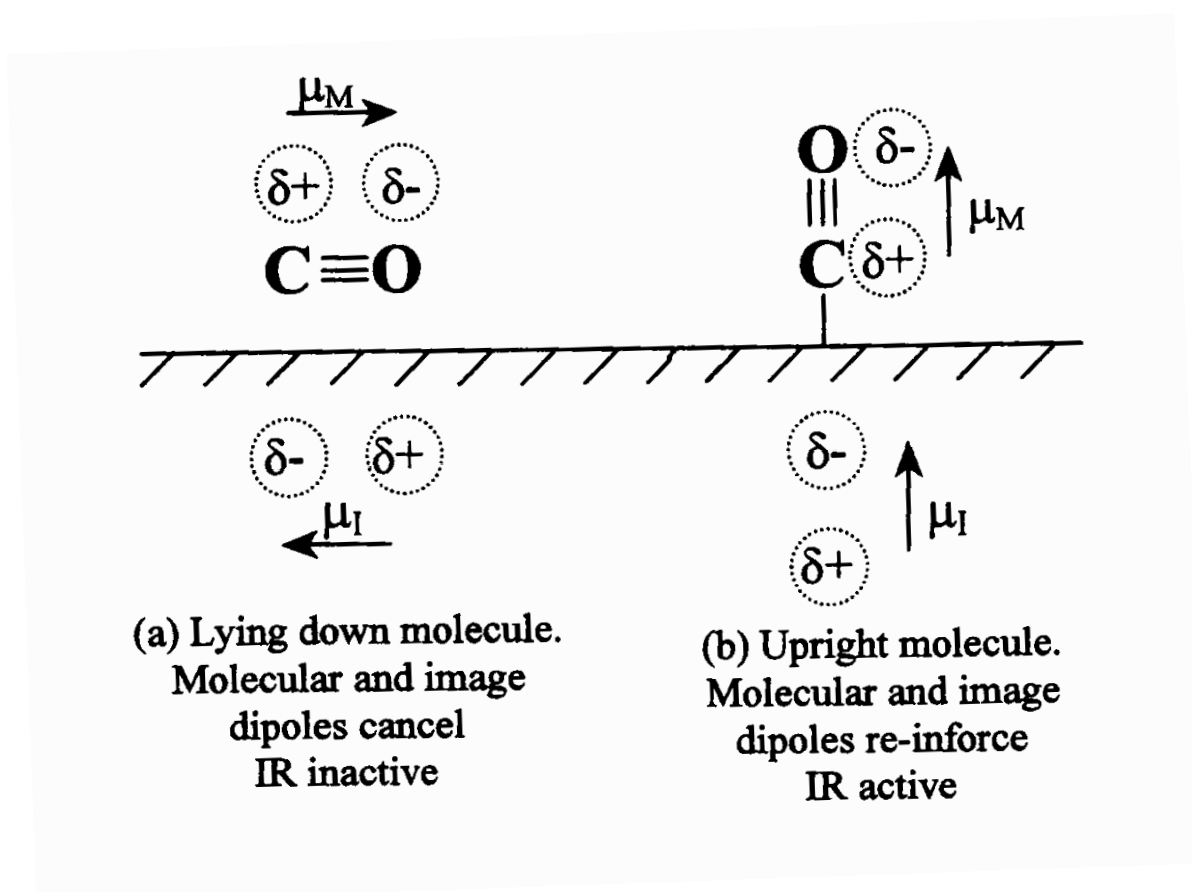 μM
δ+ δ-
C≡O
O δ-
C δ+
μM
δ- δ+
μI
δ-
δ+
μI
(a) Lying down molecule.
Molecular and image
dipoles cancel
IR inactive
(b) Upright molecule.
Molecular and image
dipoles re-inforce
IR active